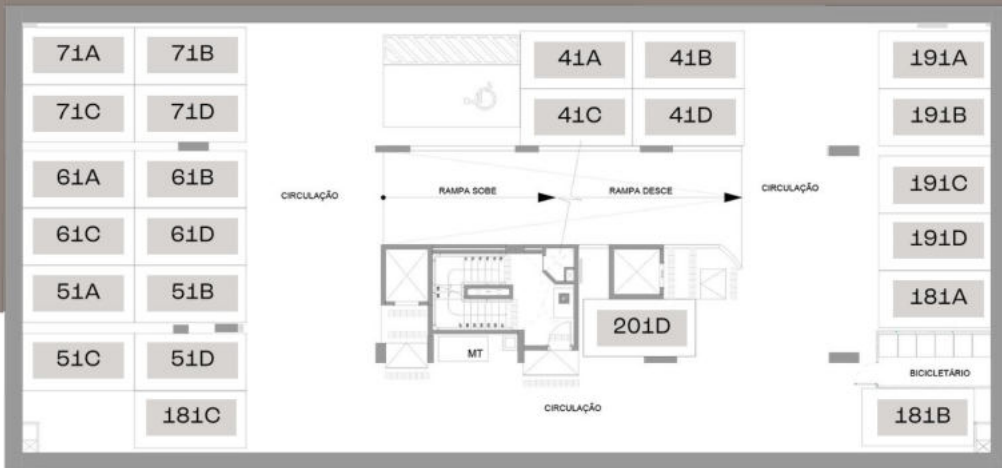 71A 71B 41A 41B 191A
71C 71D 41C 41D 191B
61A 61B 191C
CIRCULAÇÃO RAMPA SOBE RAMPA DESCE CIRCULAÇÃO
61C 61D 191D
51A 51B 181A
201D
51C 51D MT BICICLETÁRIO
CIRCULAÇÃO
181C 181B